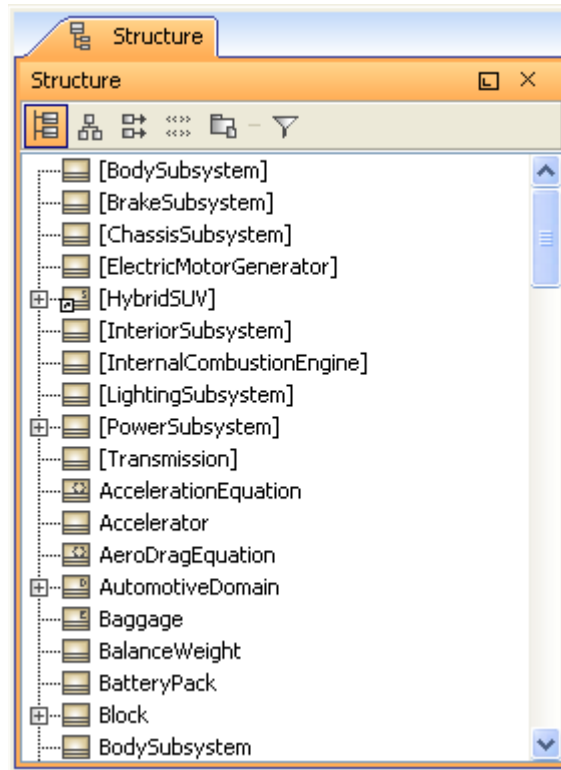 Structure
Structure
[BodySubsystem]
[BrakeSubsystem]
[ChassisSubsystem]
[ElectricMotorGenerator]
[HybridSUV]
[InteriorSubsystem]
[InternalCombustionEngine]
[LightingSubsystem]
[PowerSubsystem]
[Transmission]
AccelerationEquation
Accelerator
AeroDragEquation
AutomotiveDomain
Baggage
BalanceWeight
BatteryPack
Block
BodySubsystem